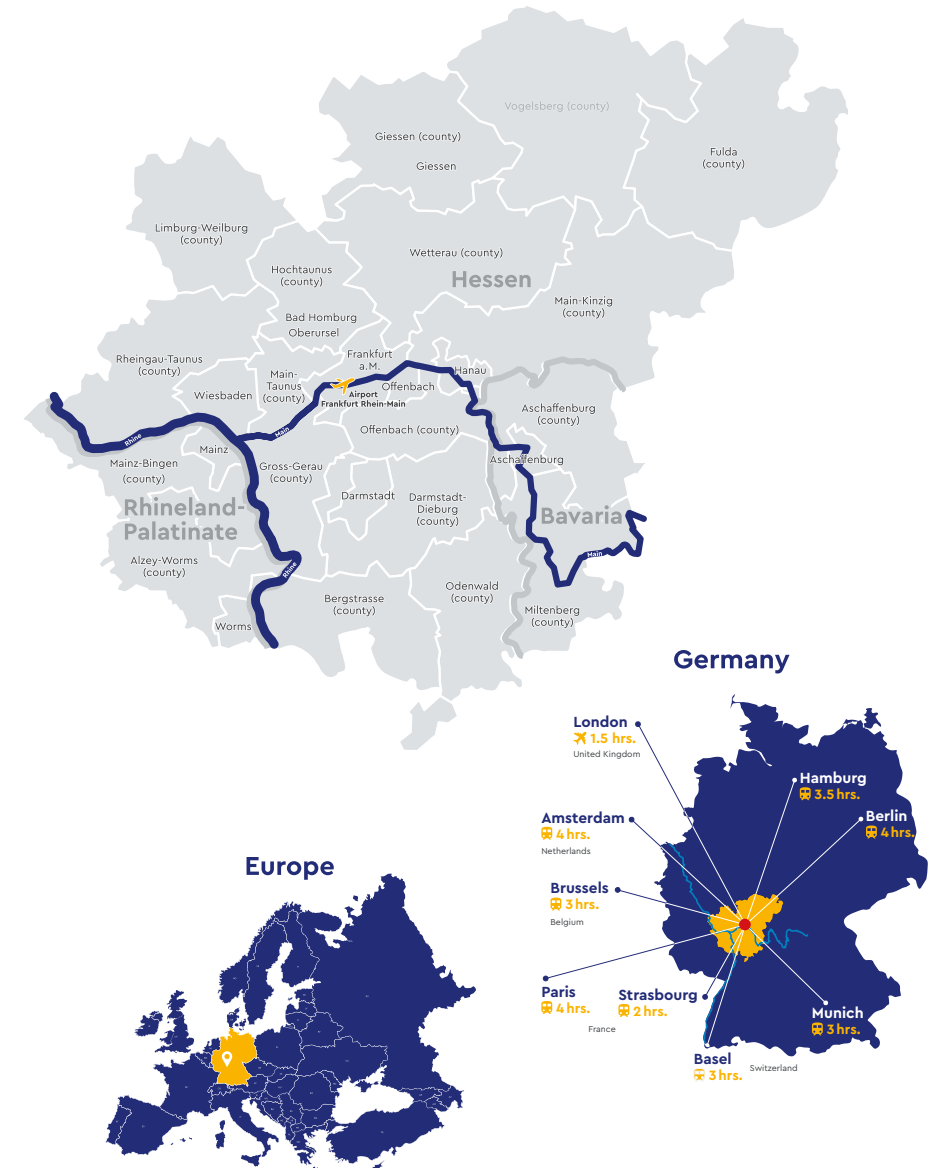 Vogelsberg (county)
Giessen (county)
Giessen
Fulda
(county)
Limburg-Weilburg
(county)
Wetterau (county)
Hochtaunus
(county)
Hessen
Main-Kinzig
(county)
Bad Homburg
Oberursel
Rheingau-Taunus
(county)
Frankfurt
a.M.
Hanau
Main-
Taunus
(county)
Offenbach
Wiesbaden
Airport
Frankfurt Rhein-Main
Aschaffenburg
(county)
Offenbach (county)
Main
Rhine
Mainz
Mainz-Bingen
(county)
Gross-Gerau
(county)
Aschaffenburg
Darmstadt
Darmstadt-
Dieburg
(county)
Rhineland-
Palatinate
Bavaria
Main
Alzey-Worms
(county)
Rhine
Odenwald
(county)
Bergstrasse
(county)
Miltenberg
(county)
Worms
Germany
London
1.5 hrs.
United Kingdom
Hamburg
3.5 hrs.
Amsterdam
4 hrs.
Netherlands
Berlin
4 hrs.
Europe
Brussels
3 hrs.
Belgium
Paris
4 hrs.
Strasbourg
2 hrs.
France
Munich
3 hrs.
Basel
3 hrs.
Switzerland